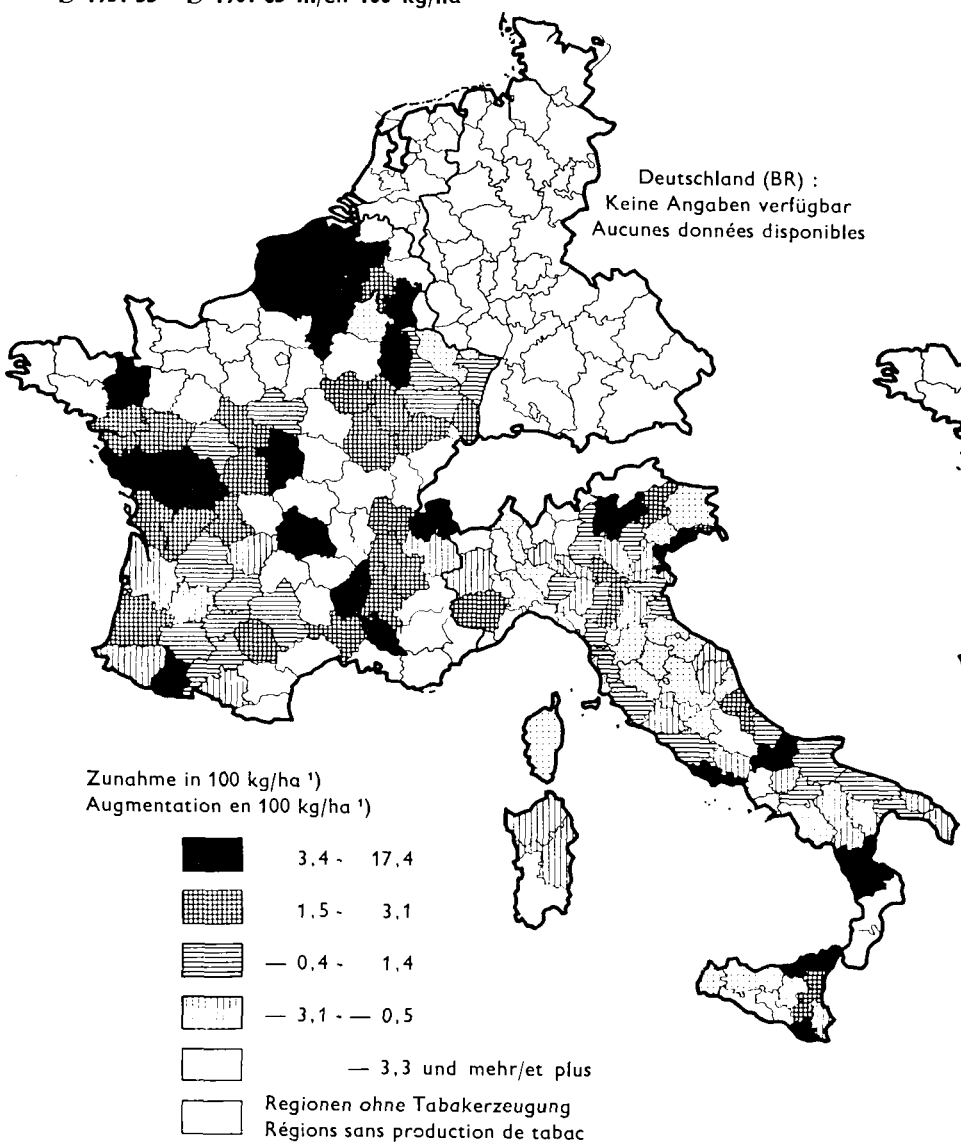 Deutschland (BR) :
Keine Angaben verfügbar
Aucunes données disponibles
Zunahme in 100 kg/ha ¹)
Augmentation en 100 kg/ha ¹)
3,4 - 17,4
1,5 - 3,1
— 0,4 - 1,4
— 3,1 - — 0,5
— 3,3 und mehr/et plus
Regionen ohne Tabakerzeugung
Régions sans production de tabac